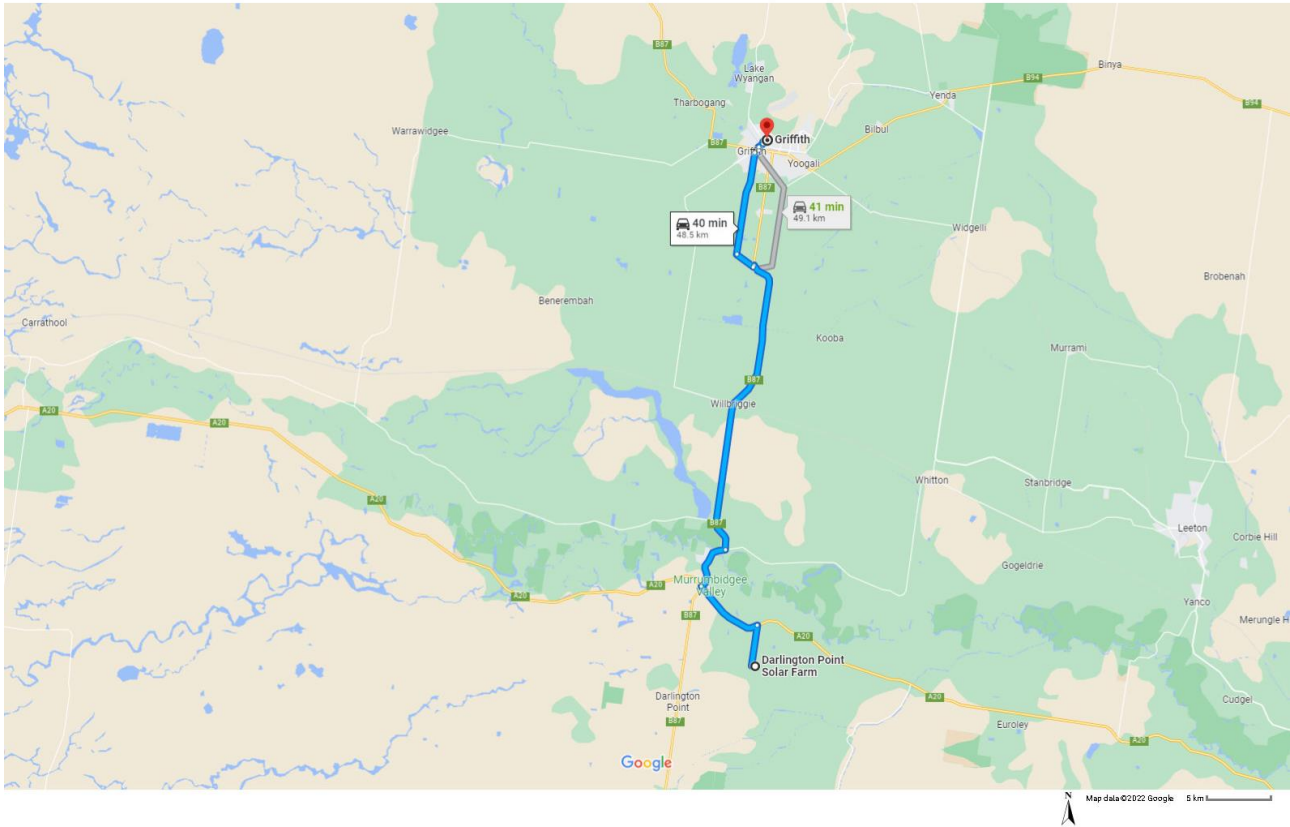 B87
Lake
Wyangan
Binya
B94
Yenda
B94
Tharbogang
Warrawidgee
Bilbul
Griffith
B87
Griffith
Yoogali
B87
41 min
49.1 km
40 min
48.5 km
Widgelli
Brobenah
Benerembah
Carrathool
Kooba
Murrami
B87
Willbriggie
A20
A20
Whitton
Stanbridge
A20
B87
Leeton
Corbie Hill
Gogeldrie
Murrumbidgee
Valley
A20
B87
Yanco
Merungle H
A20
Darlington Point
Solar Farm
Darlington
Point
B87
A20
Cudgel
Euroley
A20
Google
N
Map data ©2022 Google 5 km